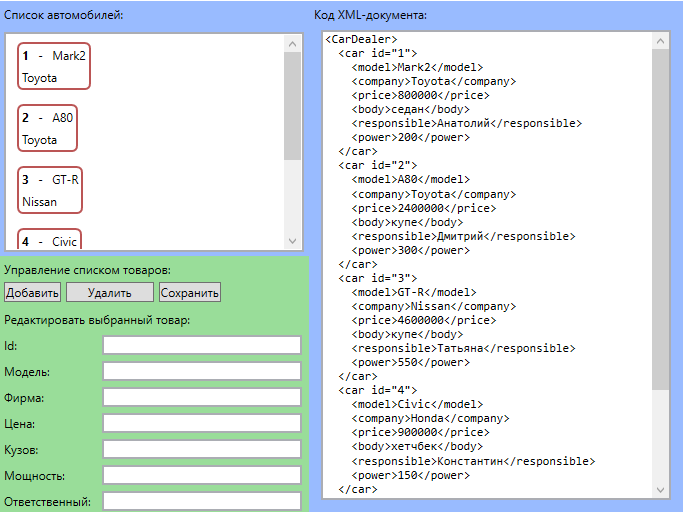 Список автомобилей:
1 - Mark2
Toyota
2 - A80
Toyota
3 - GT-R
Nissan
4 - Civic
Управление списком товаров:
Добавить Удалить Сохранить
Редактировать выбранный товар:
Id:
Модель:
Фирма:
Цена:
Кузов:
Мощность:
Ответственный:
Код XML-документа:
<CarDealer>
<car id="1">
<model>Mark2</model>
<company>Toyota</company>
<price>800000</price>
<body>седан</body>
<responsible>Анатолий</responsible>
<power>200</power>
</car>
<car id="2">
<model>A80</model>
<company>Toyota</company>
<price>2400000</price>
<body>купе</body>
<responsible>Дмитрий</responsible>
<power>300</power>
</car>
<car id="3">
<model>GT-R</model>
<company>Nissan</company>
<price>4600000</price>
<body>купе</body>
<responsible>Татьяна</responsible>
<power>550</power>
</car>
<car id="4">
<model>Civic</model>
<company>Honda</company>
<price>900000</price>
<body>хетчбек</body>
<responsible>Константин</responsible>
<power>150</power>
</car>